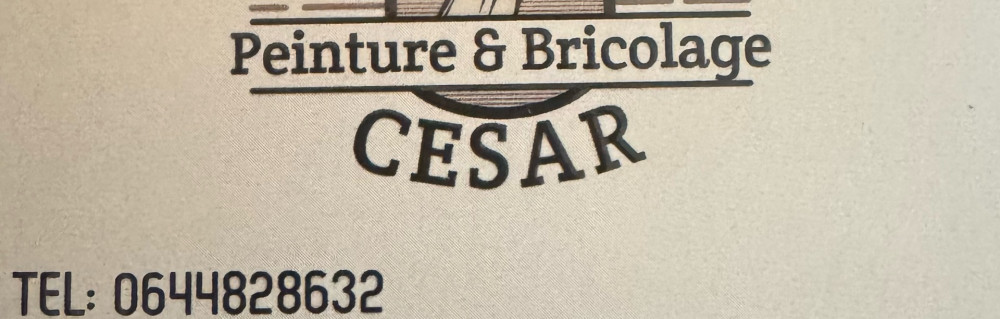 Peinture & Bricolage
CESAR
TEL: 0644828632